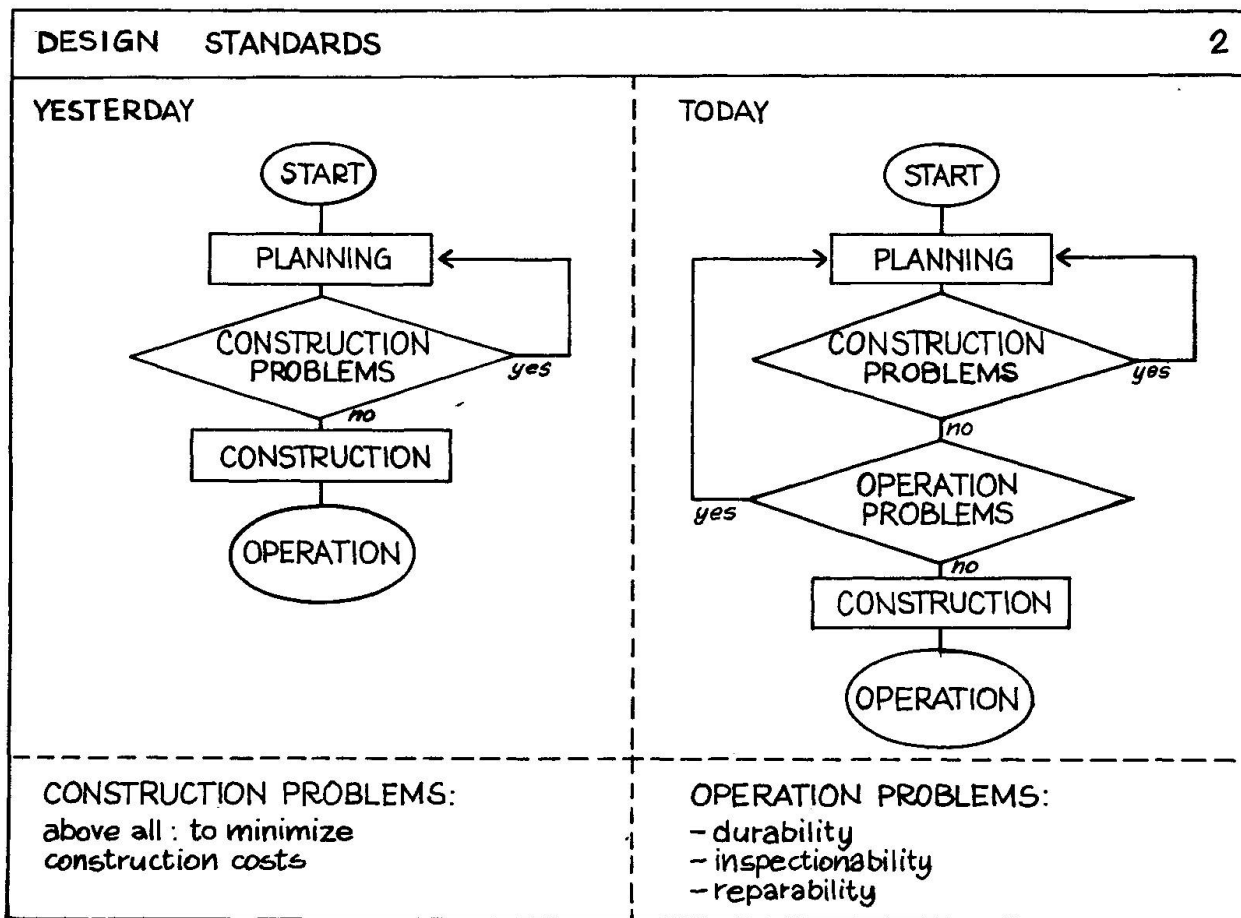 DESIGN STANDARDS 2
YESTERDAY
START
PLANNING
CONSTRUCTION
PROBLEMS
yes
no
CONSTRUCTION
OPERATION
CONSTRUCTION PROBLEMS:
above all : to minimize
construction costs
TODAY
START
PLANNING
CONSTRUCTION
PROBLEMS
yes
no
OPERATION
PROBLEMS
yes
no
CONSTRUCTION
OPERATION
OPERATION PROBLEMS:
- durability
- inspectionability
- reparability